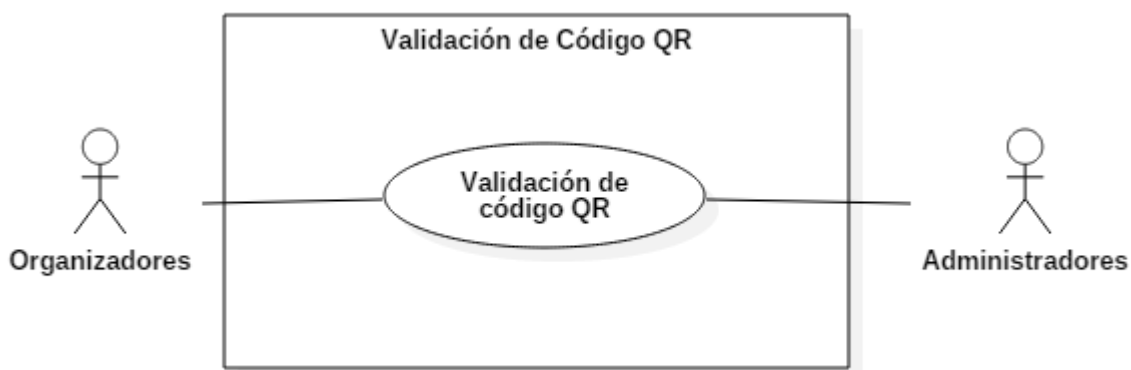 Validación de Código QR
Validación de
código QR
Organizadores
Administradores